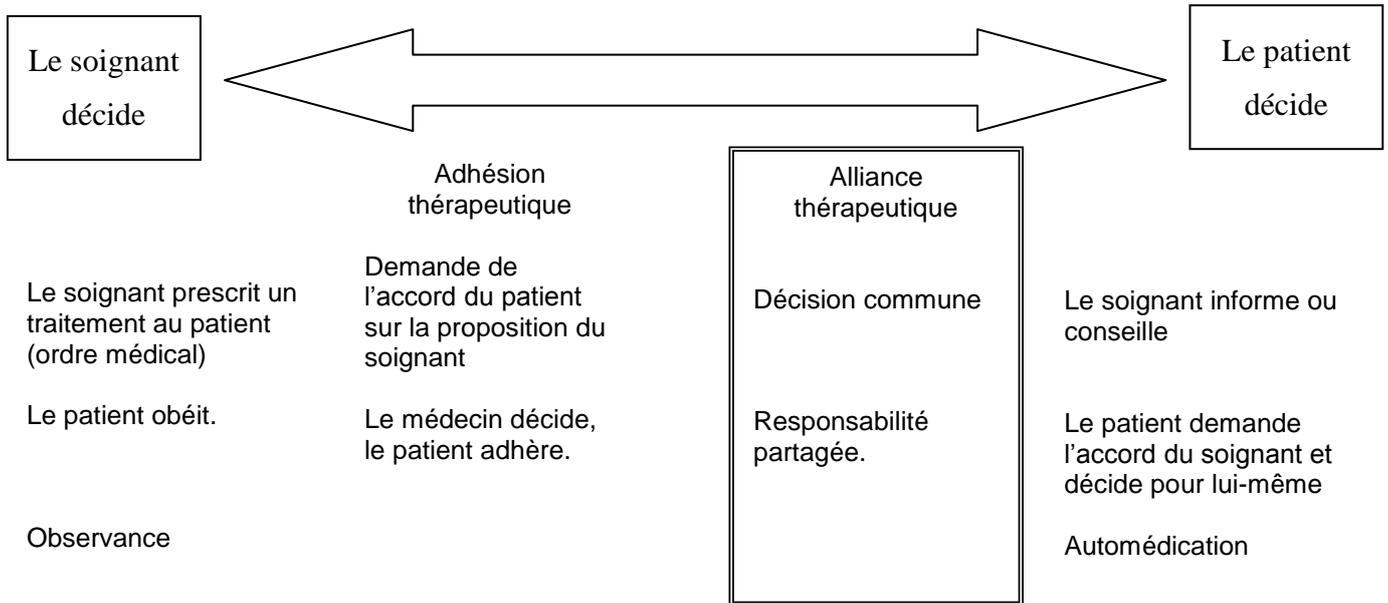 Le soignant
décide
Le patient
décide
Adhésion
thérapeutique
Alliance
thérapeutique
Le soignant prescrit un
traitement au patient
(ordre médical)
Demande de
l'accord du patient
sur la proposition du
soignant
Décision commune
Le soignant informe ou
conseille
Le patient obéit.
Le médecin décide,
le patient adhère.
Responsabilité
partagée.
Le patient demande
l'accord du soignant et
décide pour lui-même
Observance
Automédication